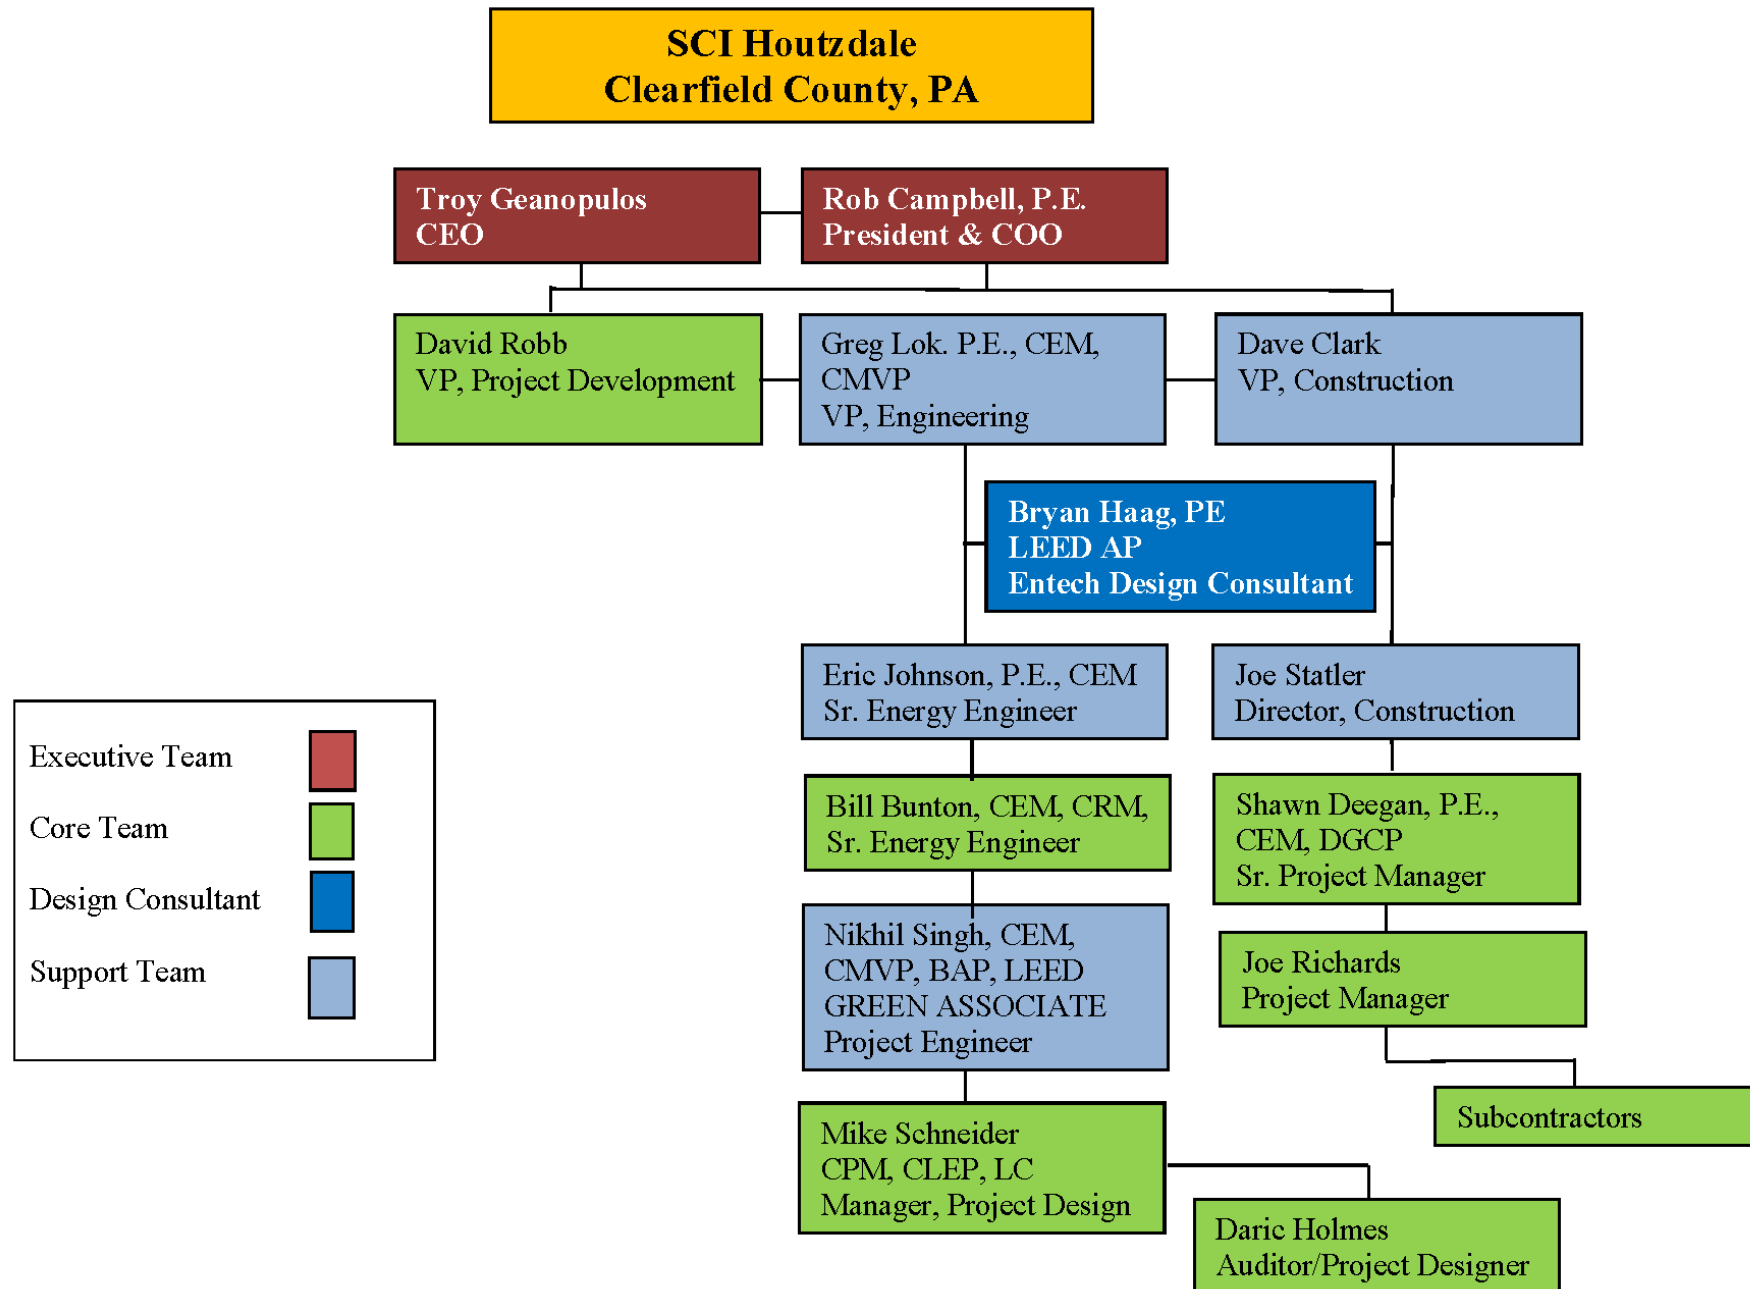 SCI Houtzdale
Clearfield County, PA
Troy Geanopulos
CEO
Rob Campbell, P.E.
President & COO
David Robb
VP, Project Development
Greg Lok. P.E., CEM,
CMVP
VP, Engineering
Dave Clark
VP, Construction
Bryan Haag, PE
LEED AP
Entech Design Consultant
Eric Johnson, P.E., CEM
Sr. Energy Engineer
Joe Statler
Director, Construction
Bill Bunton, CEM, CRM,
Sr. Energy Engineer
Shawn Deegan, P.E.,
CEM, DGCP
Sr. Project Manager
Nikhil Singh, CEM,
CMVP, BAP, LEED
GREEN ASSOCIATE
Project Engineer
Joe Richards
Project Manager
Subcontractors
Mike Schneider
CPM, CLEP, LC
Manager, Project Design
Daric Holmes
Auditor/Project Designer
Executive Team
Core Team
Design Consultant
Support Team